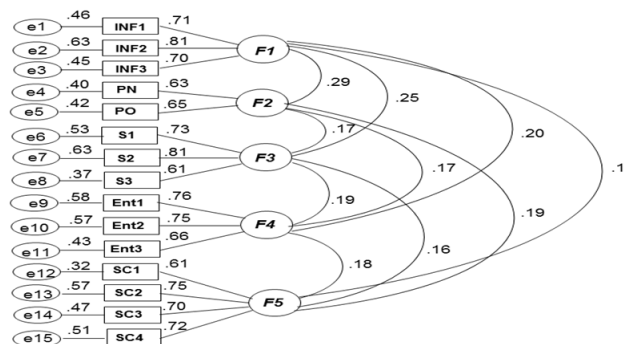 e1 .46 INF1 .71
e2 .63 INF2 .81 F1
e3 .45 INF3 .70
e4 .40 PN .63 .29 .25
e5 .42 PO .65 F2
e6 .53 S1 .73 .17 .20
e7 .63 S2 .81 F3 .17 .1
e8 .37 S3 .61
e9 .58 Ent1 .76 .19 .19
e10 .57 Ent2 .75 F4
e11 .43 Ent3 .66 .16
e12 .32 SC1 .61 .18
e13 .57 SC2 .75
e14 .47 SC3 .70 F5
e15 .51 SC4 .72